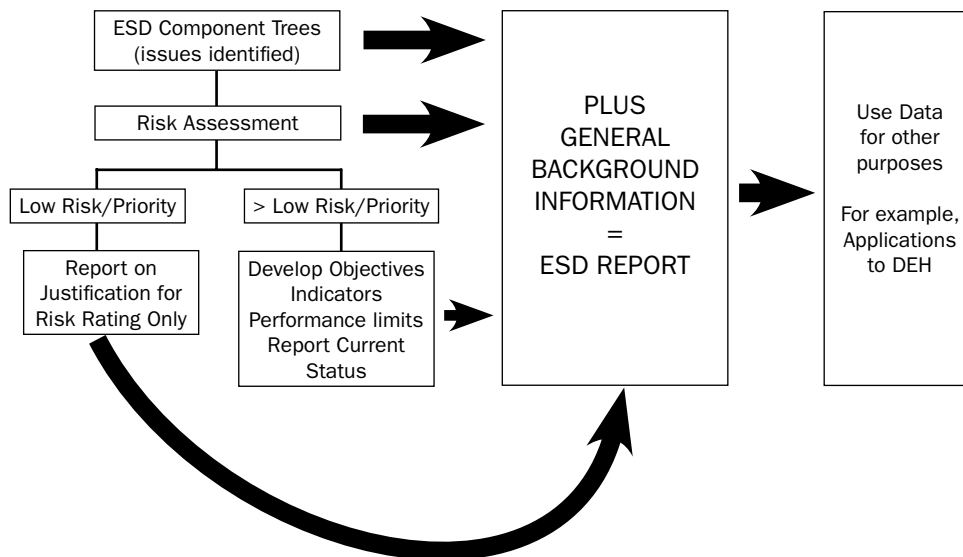 ESD Component Trees
(issues identified)
Risk Assessment
Low Risk/Priority
> Low Risk/Priority
Report on
Justification for
Risk Rating Only
Develop Objectives
Indicators
Performance limits
Report Current
Status
PLUS
GENERAL
BACKGROUND
INFORMATION
=
ESD REPORT
Use Data
for other
purposes
For example,
Applications
to DEH